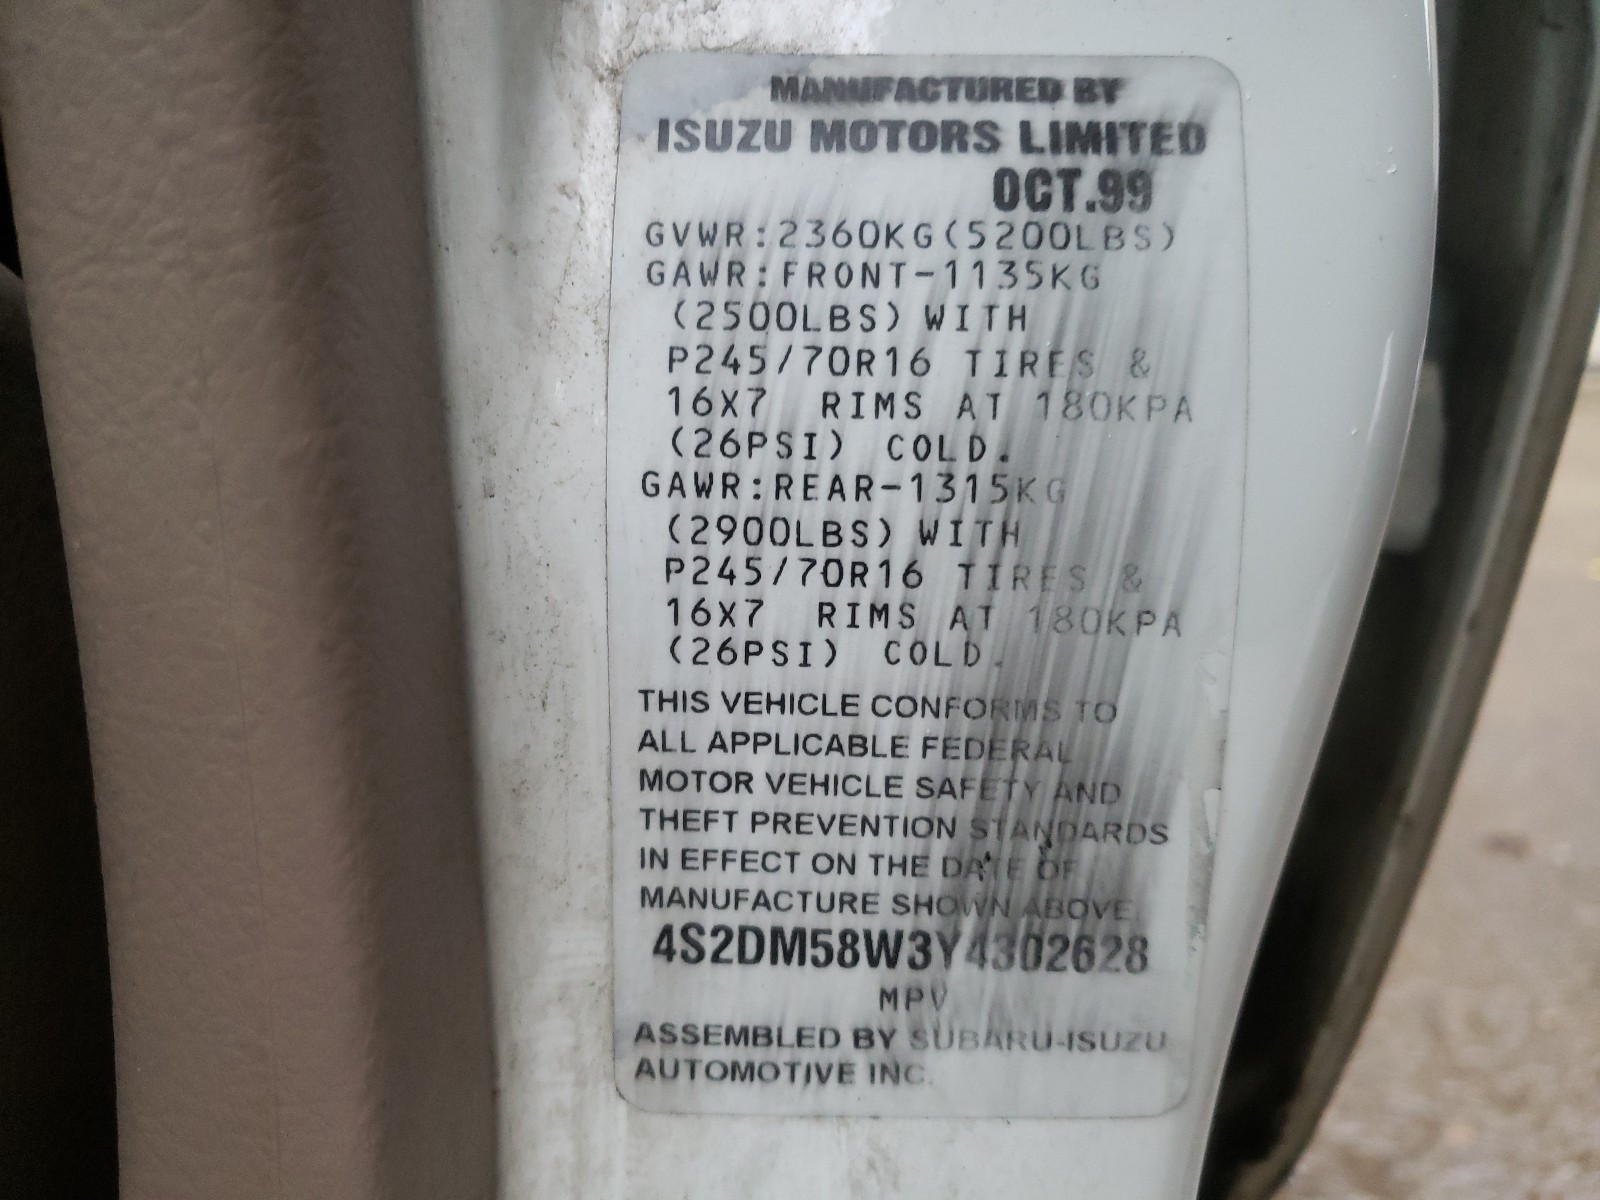 MANUFACTURED BY
ISUZU MOTORS LIMITED
OCT.99
GVWR:2360KG(5200LBS)
GAWR:FRONT-1135KG
(2500LBS) WITH
P245/70R16 TIRES &
16X7 RIMS AT 180KPA
(26PSI) COLD.
GAWR:REAR-1315KG
(2900LBS) WITH
P245/70R16 TIRES &
16X7 RIMS AT 180KPA
(26PSI) COLD.
THIS VEHICLE CONFORMS TO
ALL APPLICABLE FEDERAL
MOTOR VEHICLE SAFETY AND
THEFT PREVENTION STANDARDS
IN EFFECT ON THE DATE OF
MANUFACTURE SHOWN ABOVE.
4S2DM58W3Y4302628
MPV
ASSEMBLED BY SUBARU-ISUZU
AUTOMOTIVE INC.